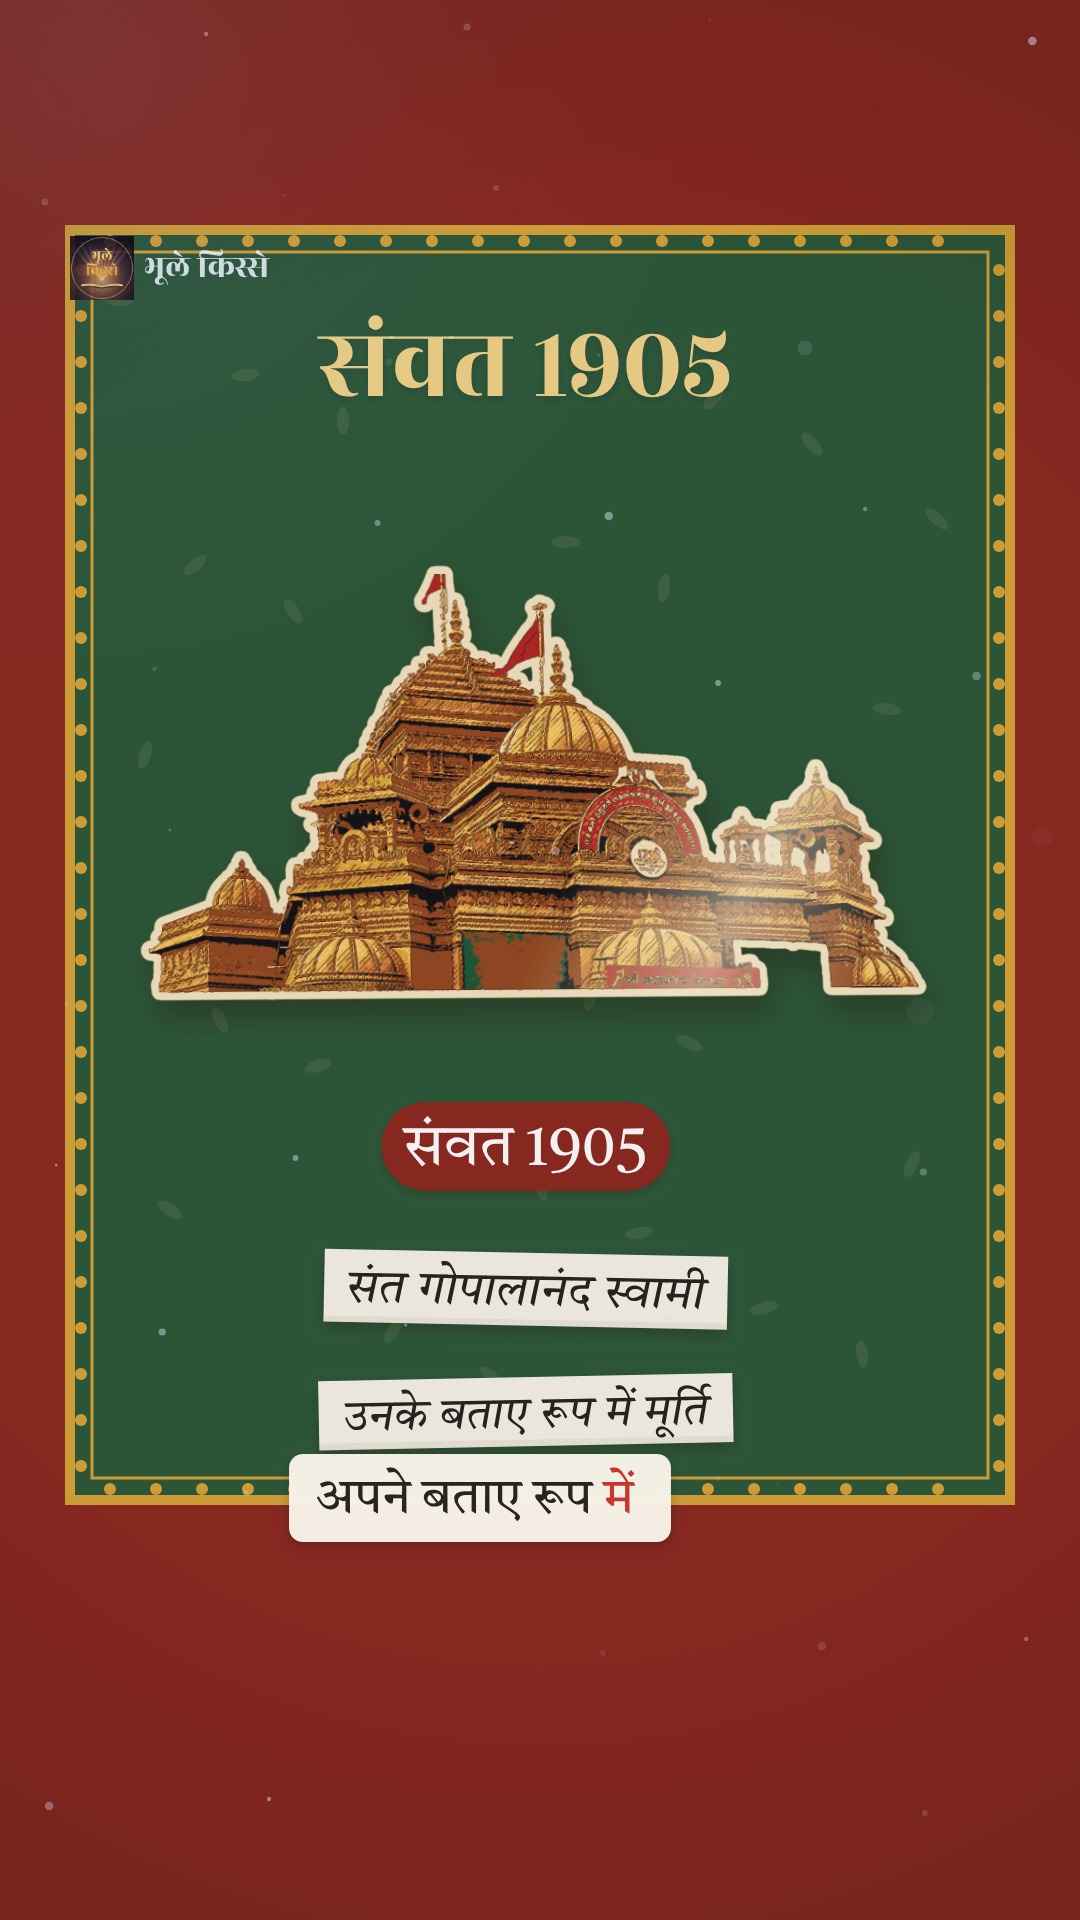 भूले किस्से
भूले किस्से
संवत 1905
संवत 1905
संत गोपालानंद स्वामी
उनके बताए रूप में मूर्ति
अपने बताए रूप में